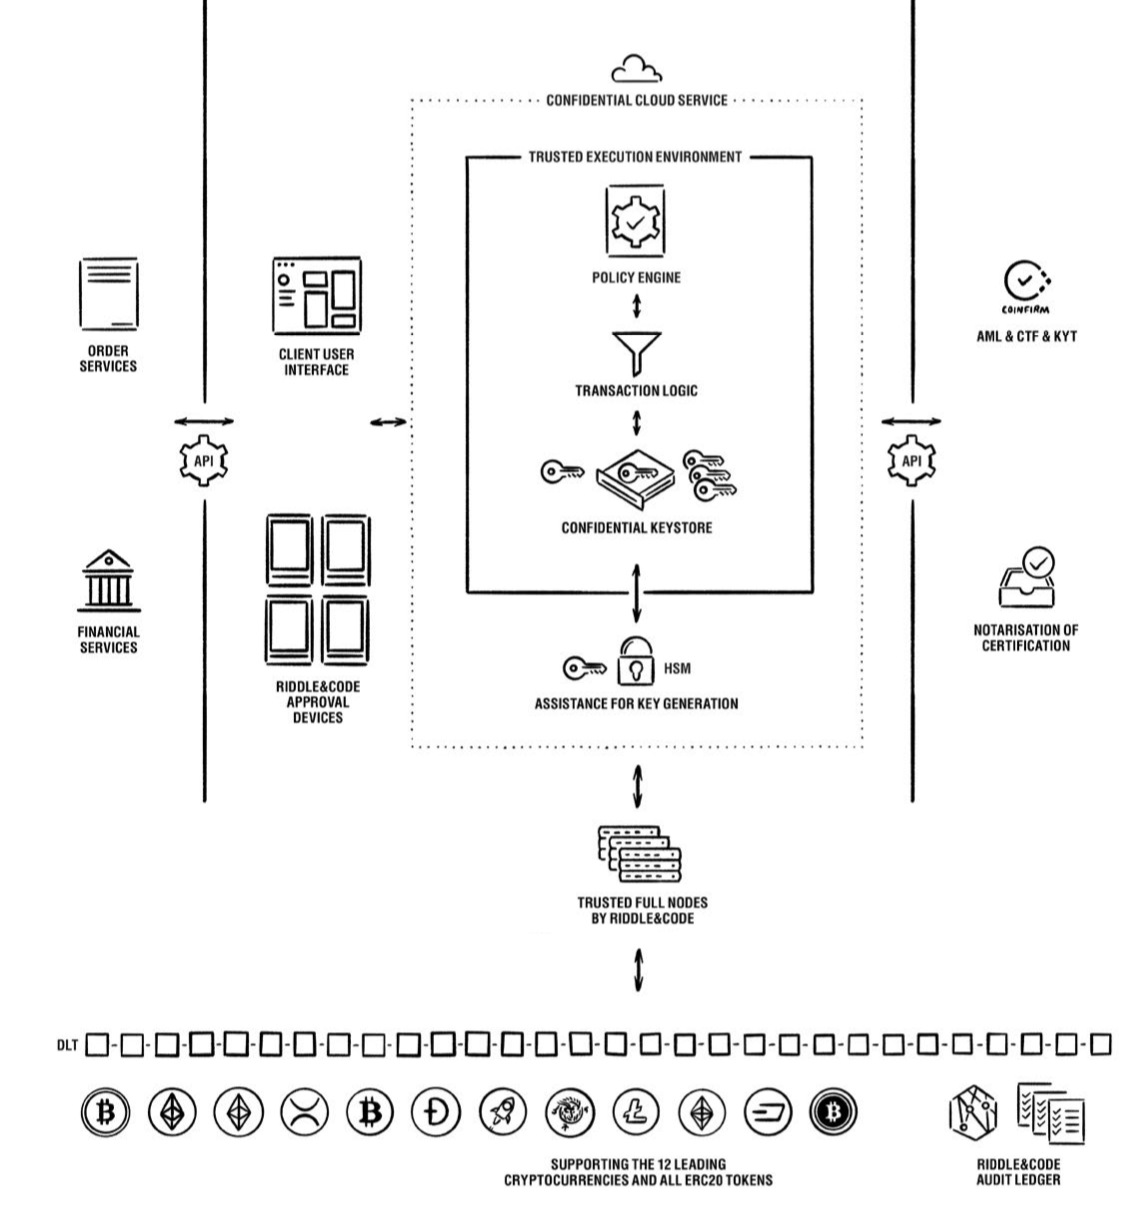 CONFIDENTIAL CLOUD SERVICE
TRUSTED EXECUTION ENVIRONMENT
POLICY ENGINE
TRANSACTION LOGIC
CONFIDENTIAL KEYSTORE
HSM
ASSISTANCE FOR KEY GENERATION
ORDER
SERVICES
CLIENT USER
INTERFACE
COINFIRM
AML & CTF & KYT
API
API
FINANCIAL
SERVICES
RIDDLE&CODE
APPROVAL
DEVICES
NOTARISATION OF
CERTIFICATION
TRUSTED FULL NODES
BY RIDDLE&CODE
DLT
SUPPORTING THE 12 LEADING
CRYPTOCURRENCIES AND ALL ERC20 TOKENS
RIDDLE&CODE
AUDIT LEDGER